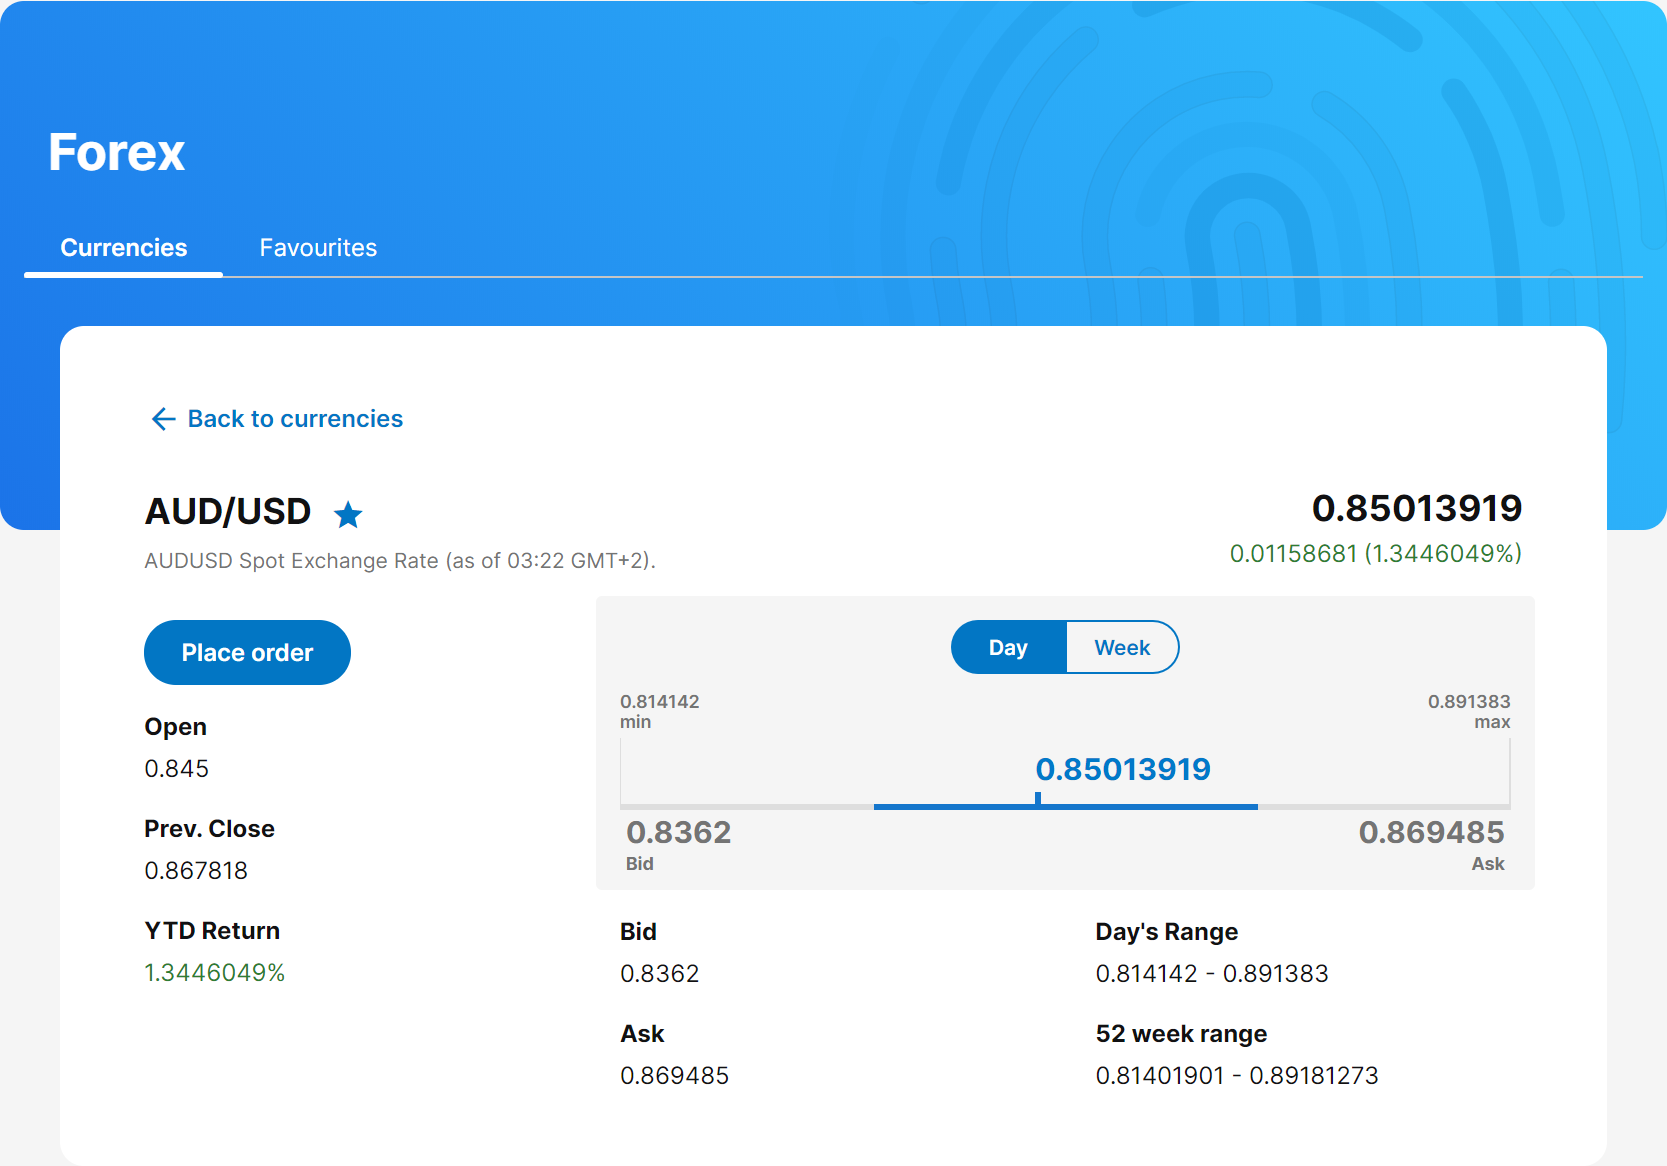 Forex
Currencies
Favourites
Back to currencies
AUD/USD
0.85013919
AUDUSD Spot Exchange Rate (as of 03:22 GMT+2).
0.01158681 (1.3446049%)
Place order
Open
0.845
Prev. Close
0.867818
YTD Return
1.3446049%
Day
Week
0.814142
min
0.891383
max
0.85013919
0.8362
Bid
0.869485
Ask
Bid
0.8362
Ask
0.869485
Day's Range
0.814142 - 0.891383
52 week range
0.81401901 - 0.89181273